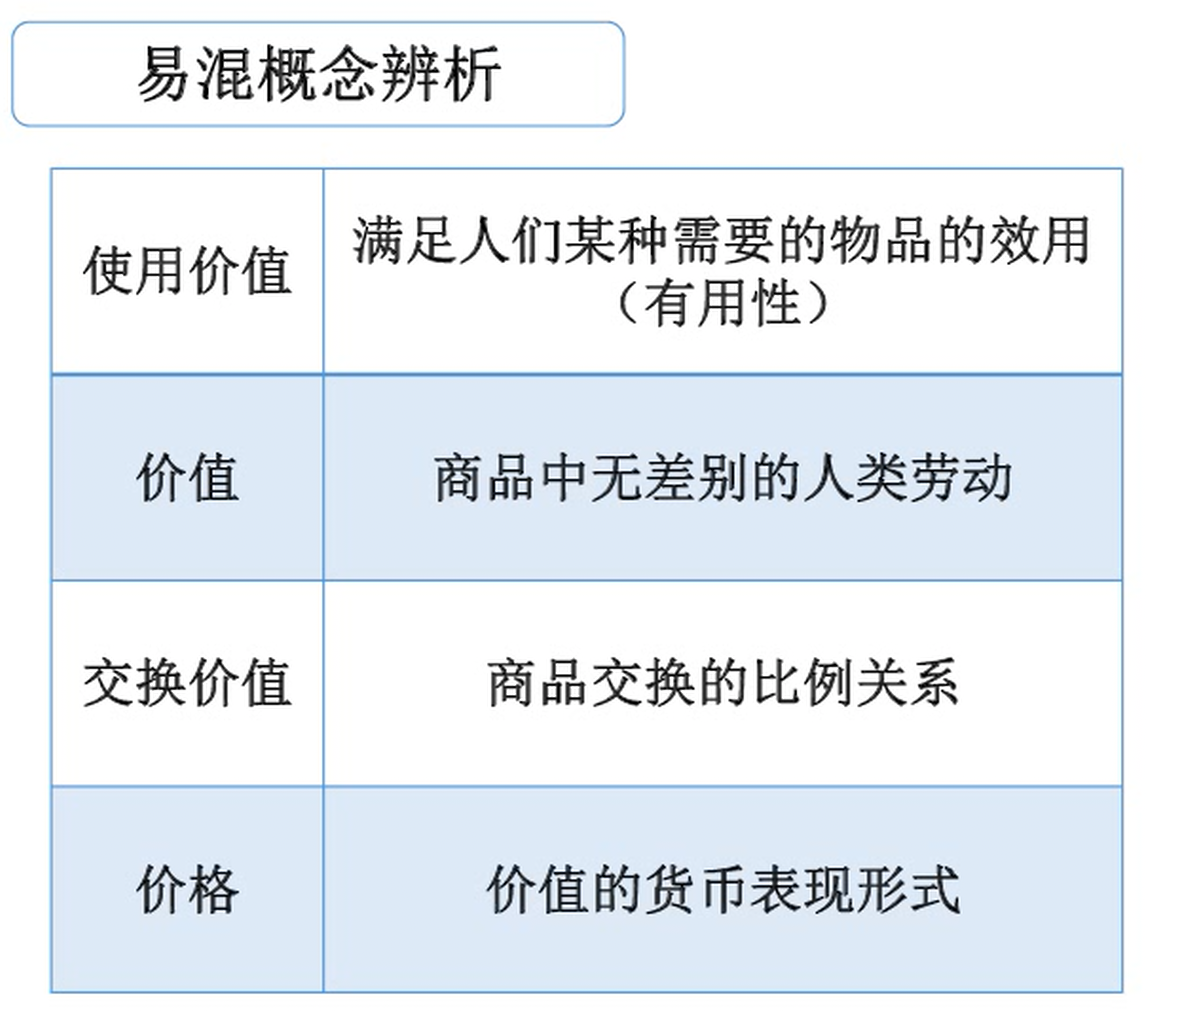 易混概念辨析
使用价值
满足人们某种需要的物品的效用
（有用性）
价值
商品中无差别的人类劳动
交换价值
商品交换的比例关系
价格
价值的货币表现形式